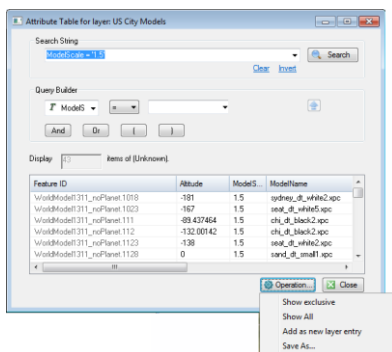 Attribute Table for layer: US City Models
Search String
ModelScale = '1.5'
Search
Clear Invert
Query Builder
T ModelS =
And Or ( )
Display 43 items of (Unknown).
Feature ID Altitude ModelS... ModelName
WorldModel1311_noPlanet.1018 -181 1.5 sydney_dt_white2.xpc
WorldModel1311_noPlanet.1023 -167 1.5 seat_dt_white5.xpc
WorldModel1311_noPlanet.111 -89.437464 1.5 chi_dt_black2.xpc
WorldModel1311_noPlanet.112 -132.00142 1.5 chi_dt_black2.xpc
WorldModel1311_noPlanet.1123 -138 1.5 seat_dt_white2.xpc
WorldModel1311_noPlanet.1128 0 1.5 sand_dt_small1.xpc
Operation... Close
Show exclusive
Show All
Add as new layer entry
Save As...